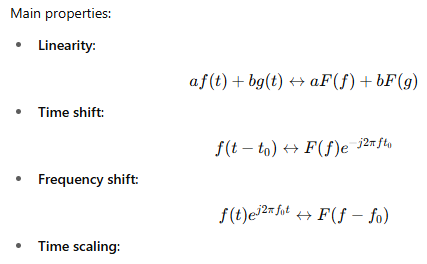 Main properties:
• Linearity:
af(t) + bg(t) ↔ aF(f) + bF(g)
• Time shift:
f(t − t₀) ↔ F(f)e^{−j2πft₀}
• Frequency shift:
f(t)e^{j2πf₀t} ↔ F(f − f₀)
• Time scaling: